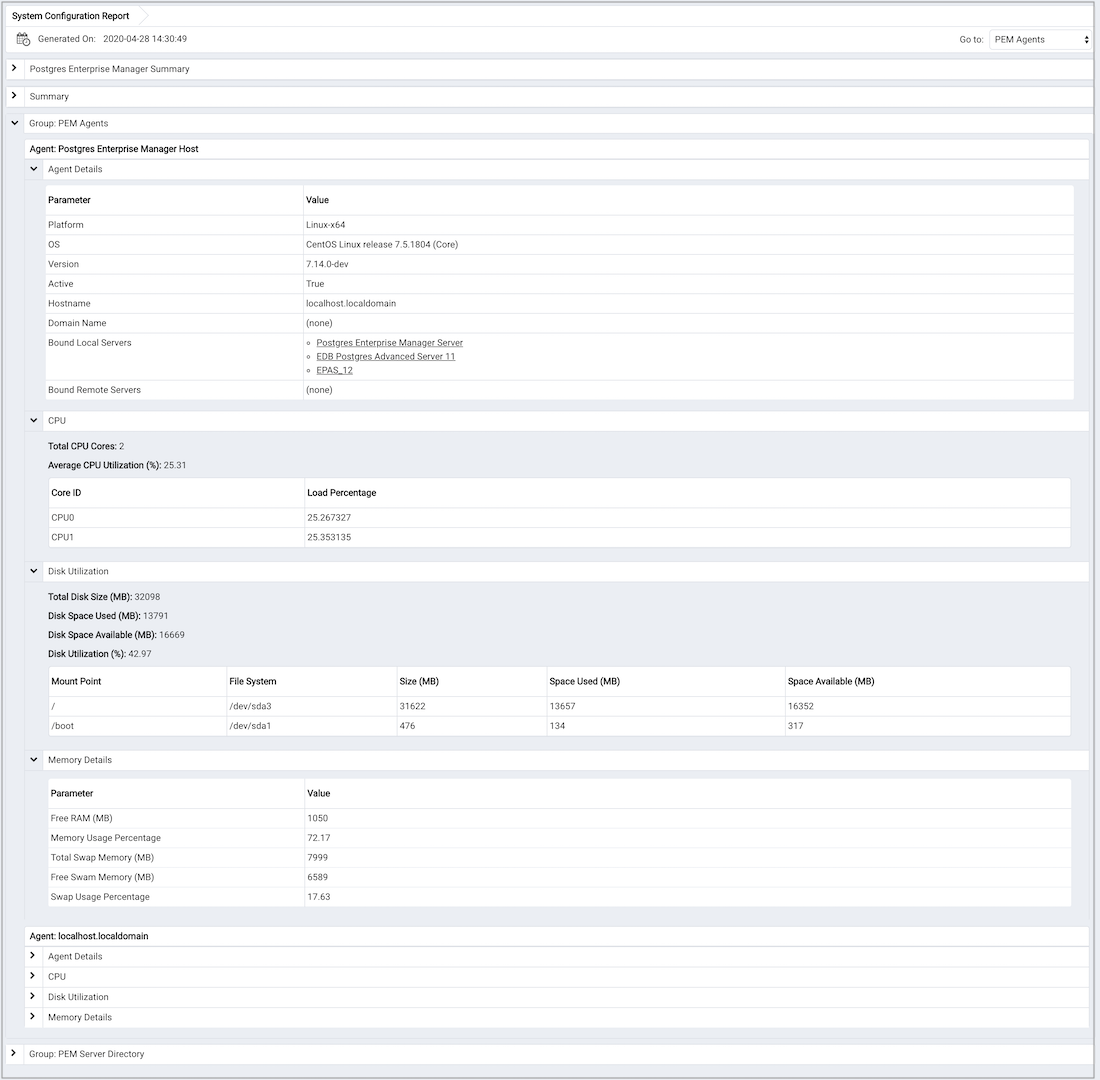 System Configuration Report
Generated On: 2020-04-28 14:30:49 Go to: PEM Agents
Postgres Enterprise Manager Summary
Summary
Group: PEM Agents
Agent: Postgres Enterprise Manager Host
Agent Details
Parameter Value
Platform Linux-x64
OS CentOS Linux release 7.5.1804 (Core)
Version 7.14.0-dev
Active True
Hostname localhost.localdomain
Domain Name (none)
Bound Local Servers Postgres Enterprise Manager Server
EDB Postgres Advanced Server 11
EPAS_12
Bound Remote Servers (none)
CPU
Total CPU Cores: 2
Average CPU Utilization (%): 25.31
Core ID Load Percentage
CPU0 25.267327
CPU1 25.353135
Disk Utilization
Total Disk Size (MB): 32098
Disk Space Used (MB): 13791
Disk Space Available (MB): 16669
Disk Utilization (%): 42.97
Mount Point File System Size (MB) Space Used (MB) Space Available (MB)
/ /dev/sda3 31622 13657 16352
/boot /dev/sda1 476 134 317
Memory Details
Parameter Value
Free RAM (MB) 1050
Memory Usage Percentage 72.17
Total Swap Memory (MB) 7999
Free Swam Memory (MB) 6589
Swap Usage Percentage 17.63
Agent: localhost.localdomain
Agent Details
CPU
Disk Utilization
Memory Details
Group: PEM Server Directory